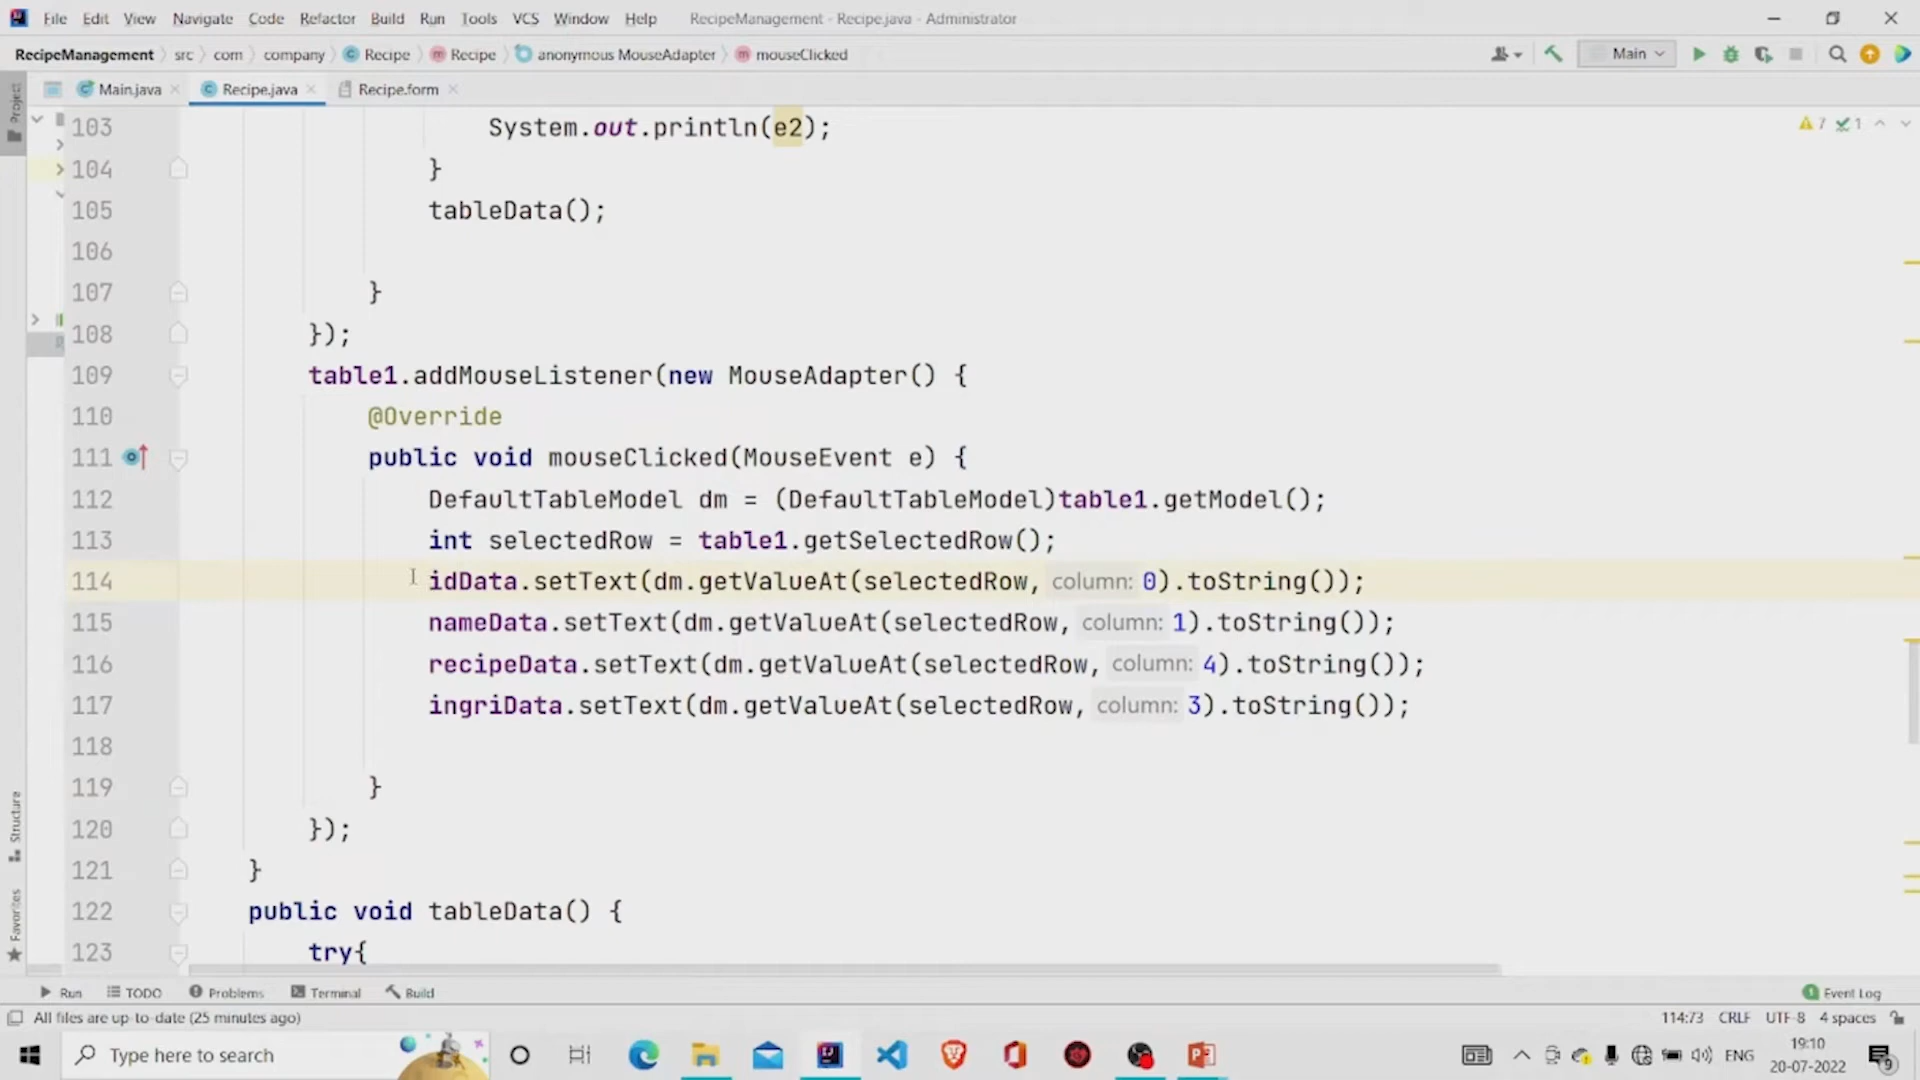 File Edit View Navigate Code Refactor Build Run Tools VCS Window Help RecipeManagement - Recipe.java - Administrator
RecipeManagement src com company Recipe Recipe anonymous MouseAdapter mouseClicked Main
Project
Main.java Recipe.java Recipe.form
103 System.out.println(e2); 7 1
104 }
105 tableData();
106
107 }
108 });
109 table1.addMouseListener(new MouseAdapter() {
110 @Override
111 public void mouseClicked(MouseEvent e) {
112 DefaultTableModel dm = (DefaultTableModel)table1.getModel();
113 int selectedRow = table1.getSelectedRow();
114 idData.setText(dm.getValueAt(selectedRow, column: 0).toString());
115 nameData.setText(dm.getValueAt(selectedRow, column: 1).toString());
116 recipeData.setText(dm.getValueAt(selectedRow, column: 4).toString());
117 ingriData.setText(dm.getValueAt(selectedRow, column: 3).toString());
118
119 }
120 });
121 }
122 public void tableData() {
123 try{
Structure
Favorites
Run TODO Problems Terminal Build 1 Event Log
All files are up-to-date (25 minutes ago) 114:73 CRLF UTF-8 4 spaces
Type here to search ENG 19:10
20-07-2022 9